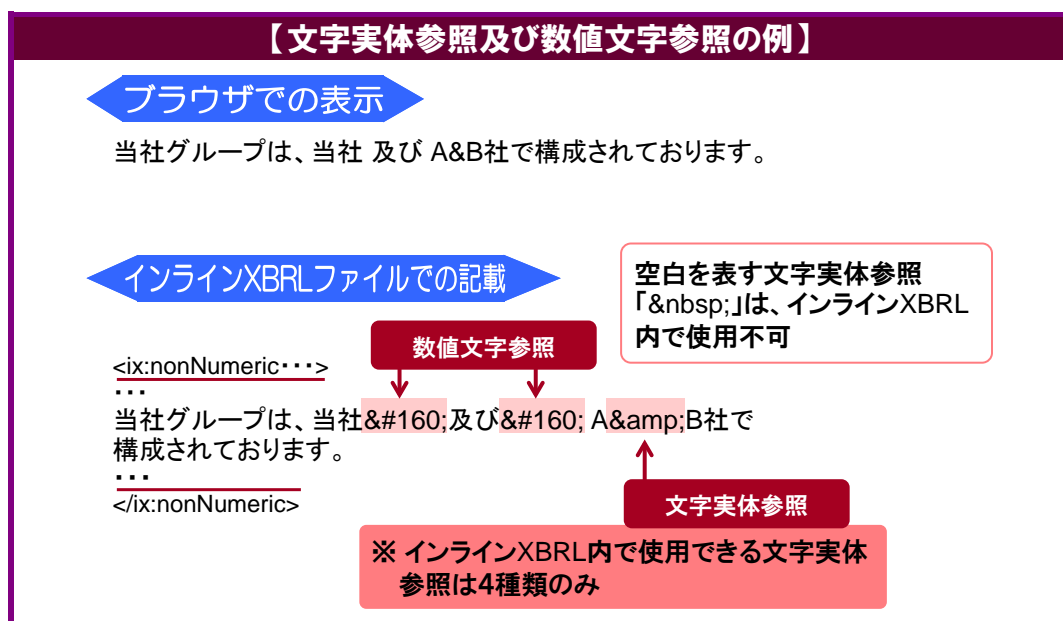 【文字実体参照及び数値文字参照の例】
ブラウザでの表示
当社グループは、当社 及び A&B社で構成されております。
インラインXBRLファイルでの記載
空白を表す文字実体参照
「&nbsp;」は、インラインXBRL
内で使用不可
数値文字参照
<ix:nonNumeric・・・>
・・・
当社グループは、当社&#160;及び&#160; A&amp;B社で
構成されております。
・・・
</ix:nonNumeric>
文字実体参照
※ インラインXBRL内で使用できる文字実体
参照は4種類のみ